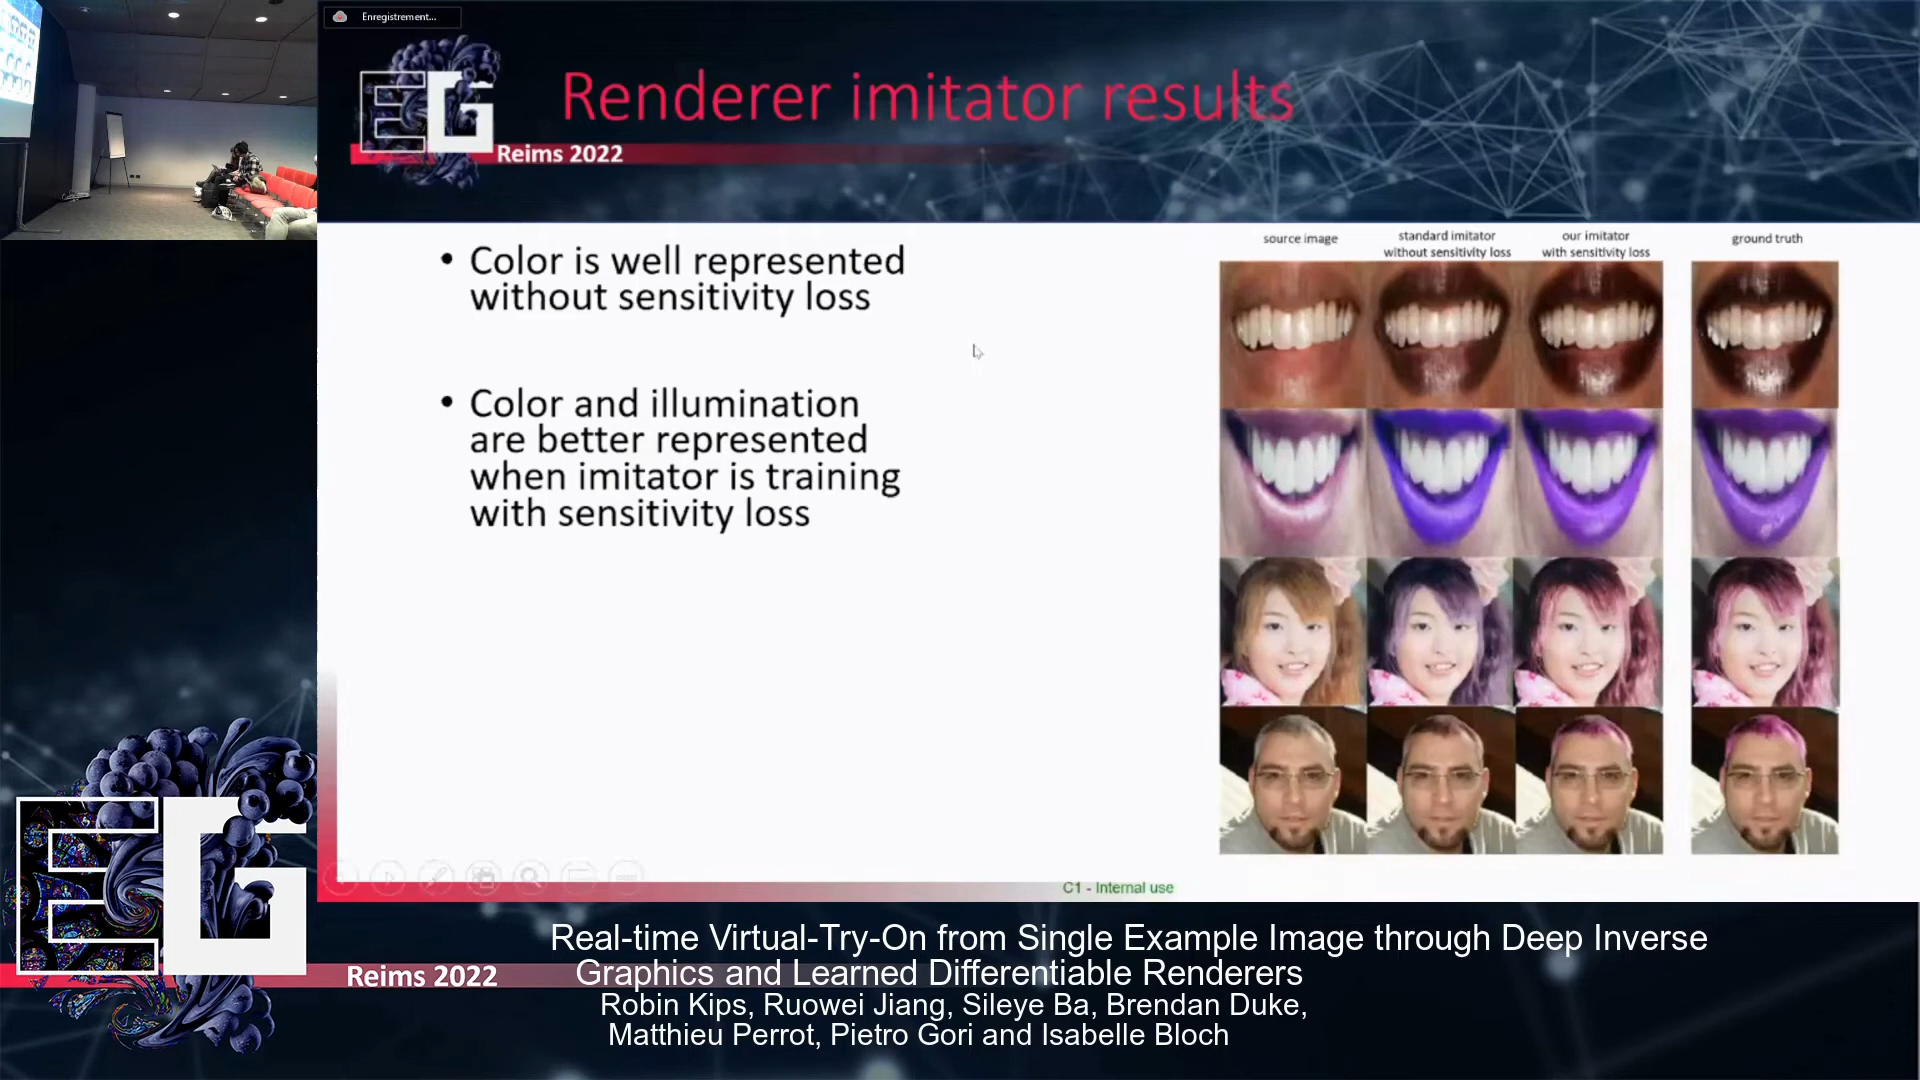 Enregistrement...
EG
Renderer imitator results
Reims 2022
• Color is well represented
without sensitivity loss
• Color and illumination
are better represented
when imitator is training
with sensitivity loss
source image
standard imitator
without sensitivity loss
our imitator
with sensitivity loss
ground truth
C1 - Internal use
EG
Reims 2022
Real-time Virtual-Try-On from Single Example Image through Deep Inverse
Graphics and Learned Differentiable Renderers
Robin Kips, Ruowei Jiang, Sileye Ba, Brendan Duke,
Matthieu Perrot, Pietro Gori and Isabelle Bloch